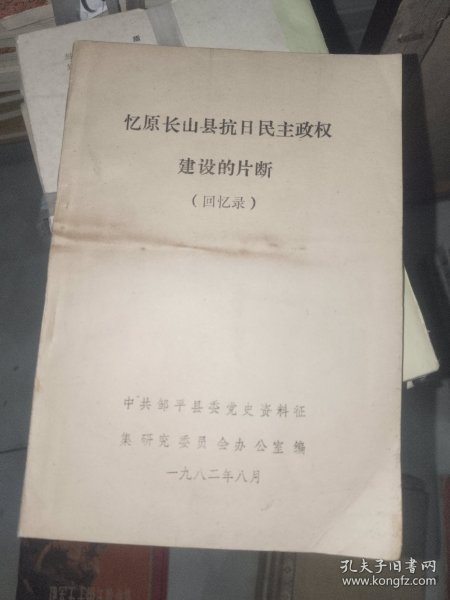 忆原长山县抗日民主政权
建设的片断
（回忆录）
中共邹平县委党史资料征
集研究委员会办公室编
一九八二年八月
孔夫子旧书网
www.kongfz.com